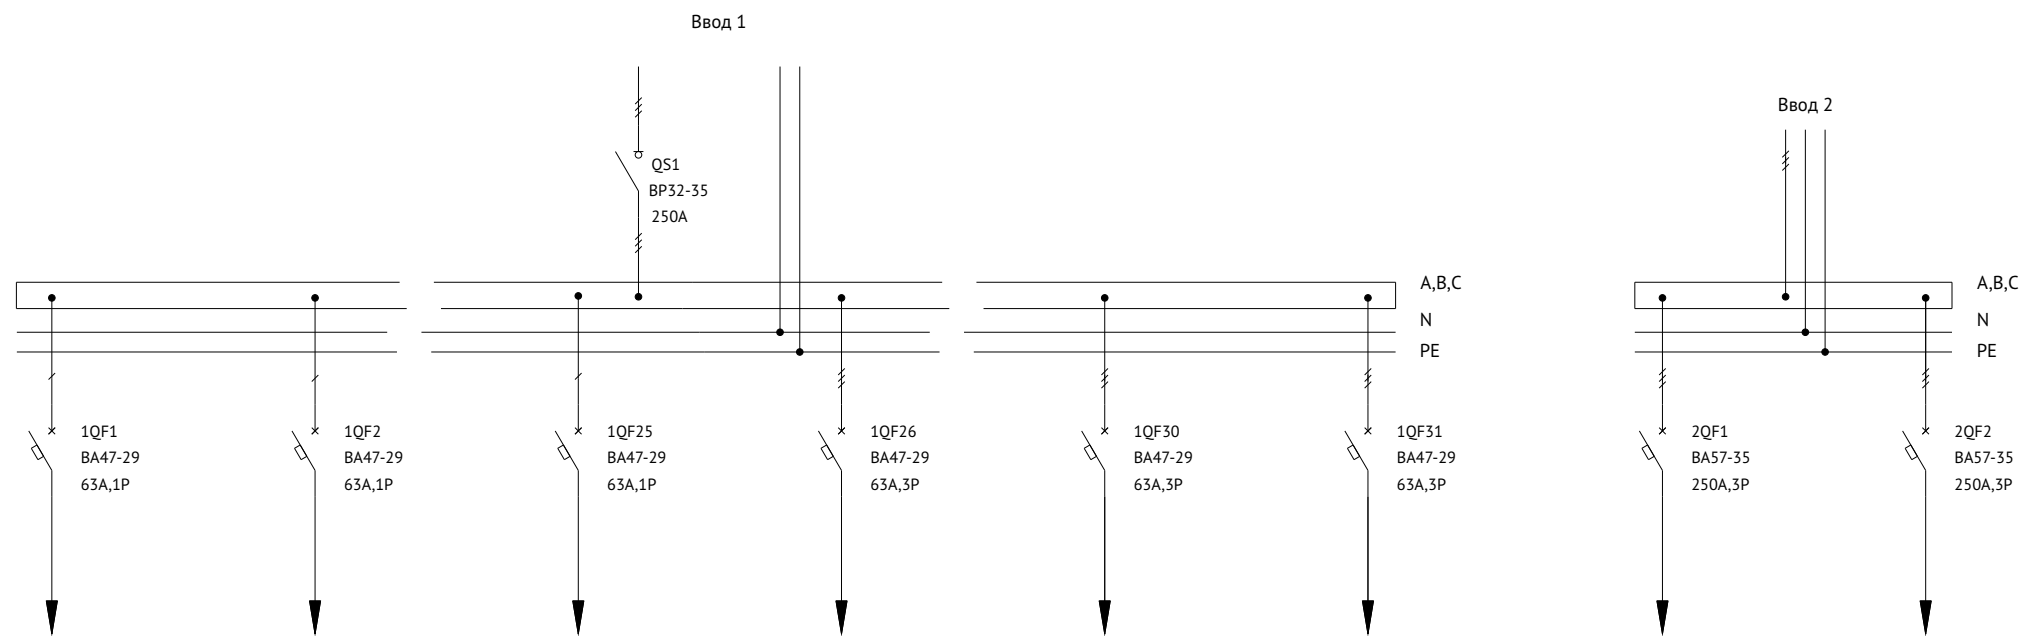 Ввод 1
Ввод 2
QS1
ВР32-35
250А
A,B,C
N
PE
A,B,C
N
PE
1QF1
ВА47-29
63А,1Р
1QF2
ВА47-29
63А,1Р
1QF25
ВА47-29
63А,1Р
1QF26
ВА47-29
63А,3Р
1QF30
ВА47-29
63А,3Р
1QF31
ВА47-29
63А,3Р
2QF1
ВА57-35
250А,3Р
2QF2
ВА57-35
250А,3Р